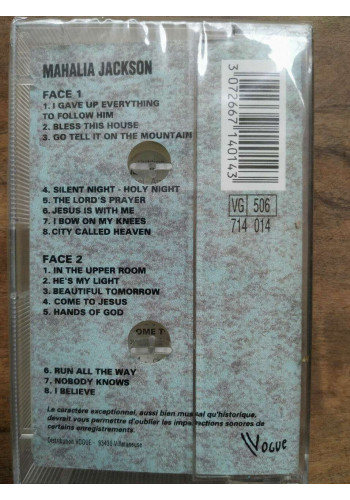 MAHALIA JACKSON
FACE 1
1. I GAVE UP EVERYTHING
TO FOLLOW HIM
2. BLESS THIS HOUSE
3. GO TELL IT ON THE MOUNTAIN
4. SILENT NIGHT - HOLY NIGHT
5. THE LORD'S PRAYER
6. JESUS IS WITH ME
7. I BOW ON MY KNEES
8. CITY CALLED HEAVEN
FACE 2
1. IN THE UPPER ROOM
2. HE'S MY LIGHT
3. BEAUTIFUL TOMORROW
4. COME TO JESUS
5. HANDS OF GOD
OME T
6. RUN ALL THE WAY
7. NOBODY KNOWS
8. I BELIEVE
Le caractère exceptionnel, aussi bien musical qu'historique,
devrait vous permettre d'oublier les imperfections sonores de
certains enregistrements.
Distribution VOGUE - 93430 Villetaneuse
3 072667 140143
VG 506
714 014
VOGUE